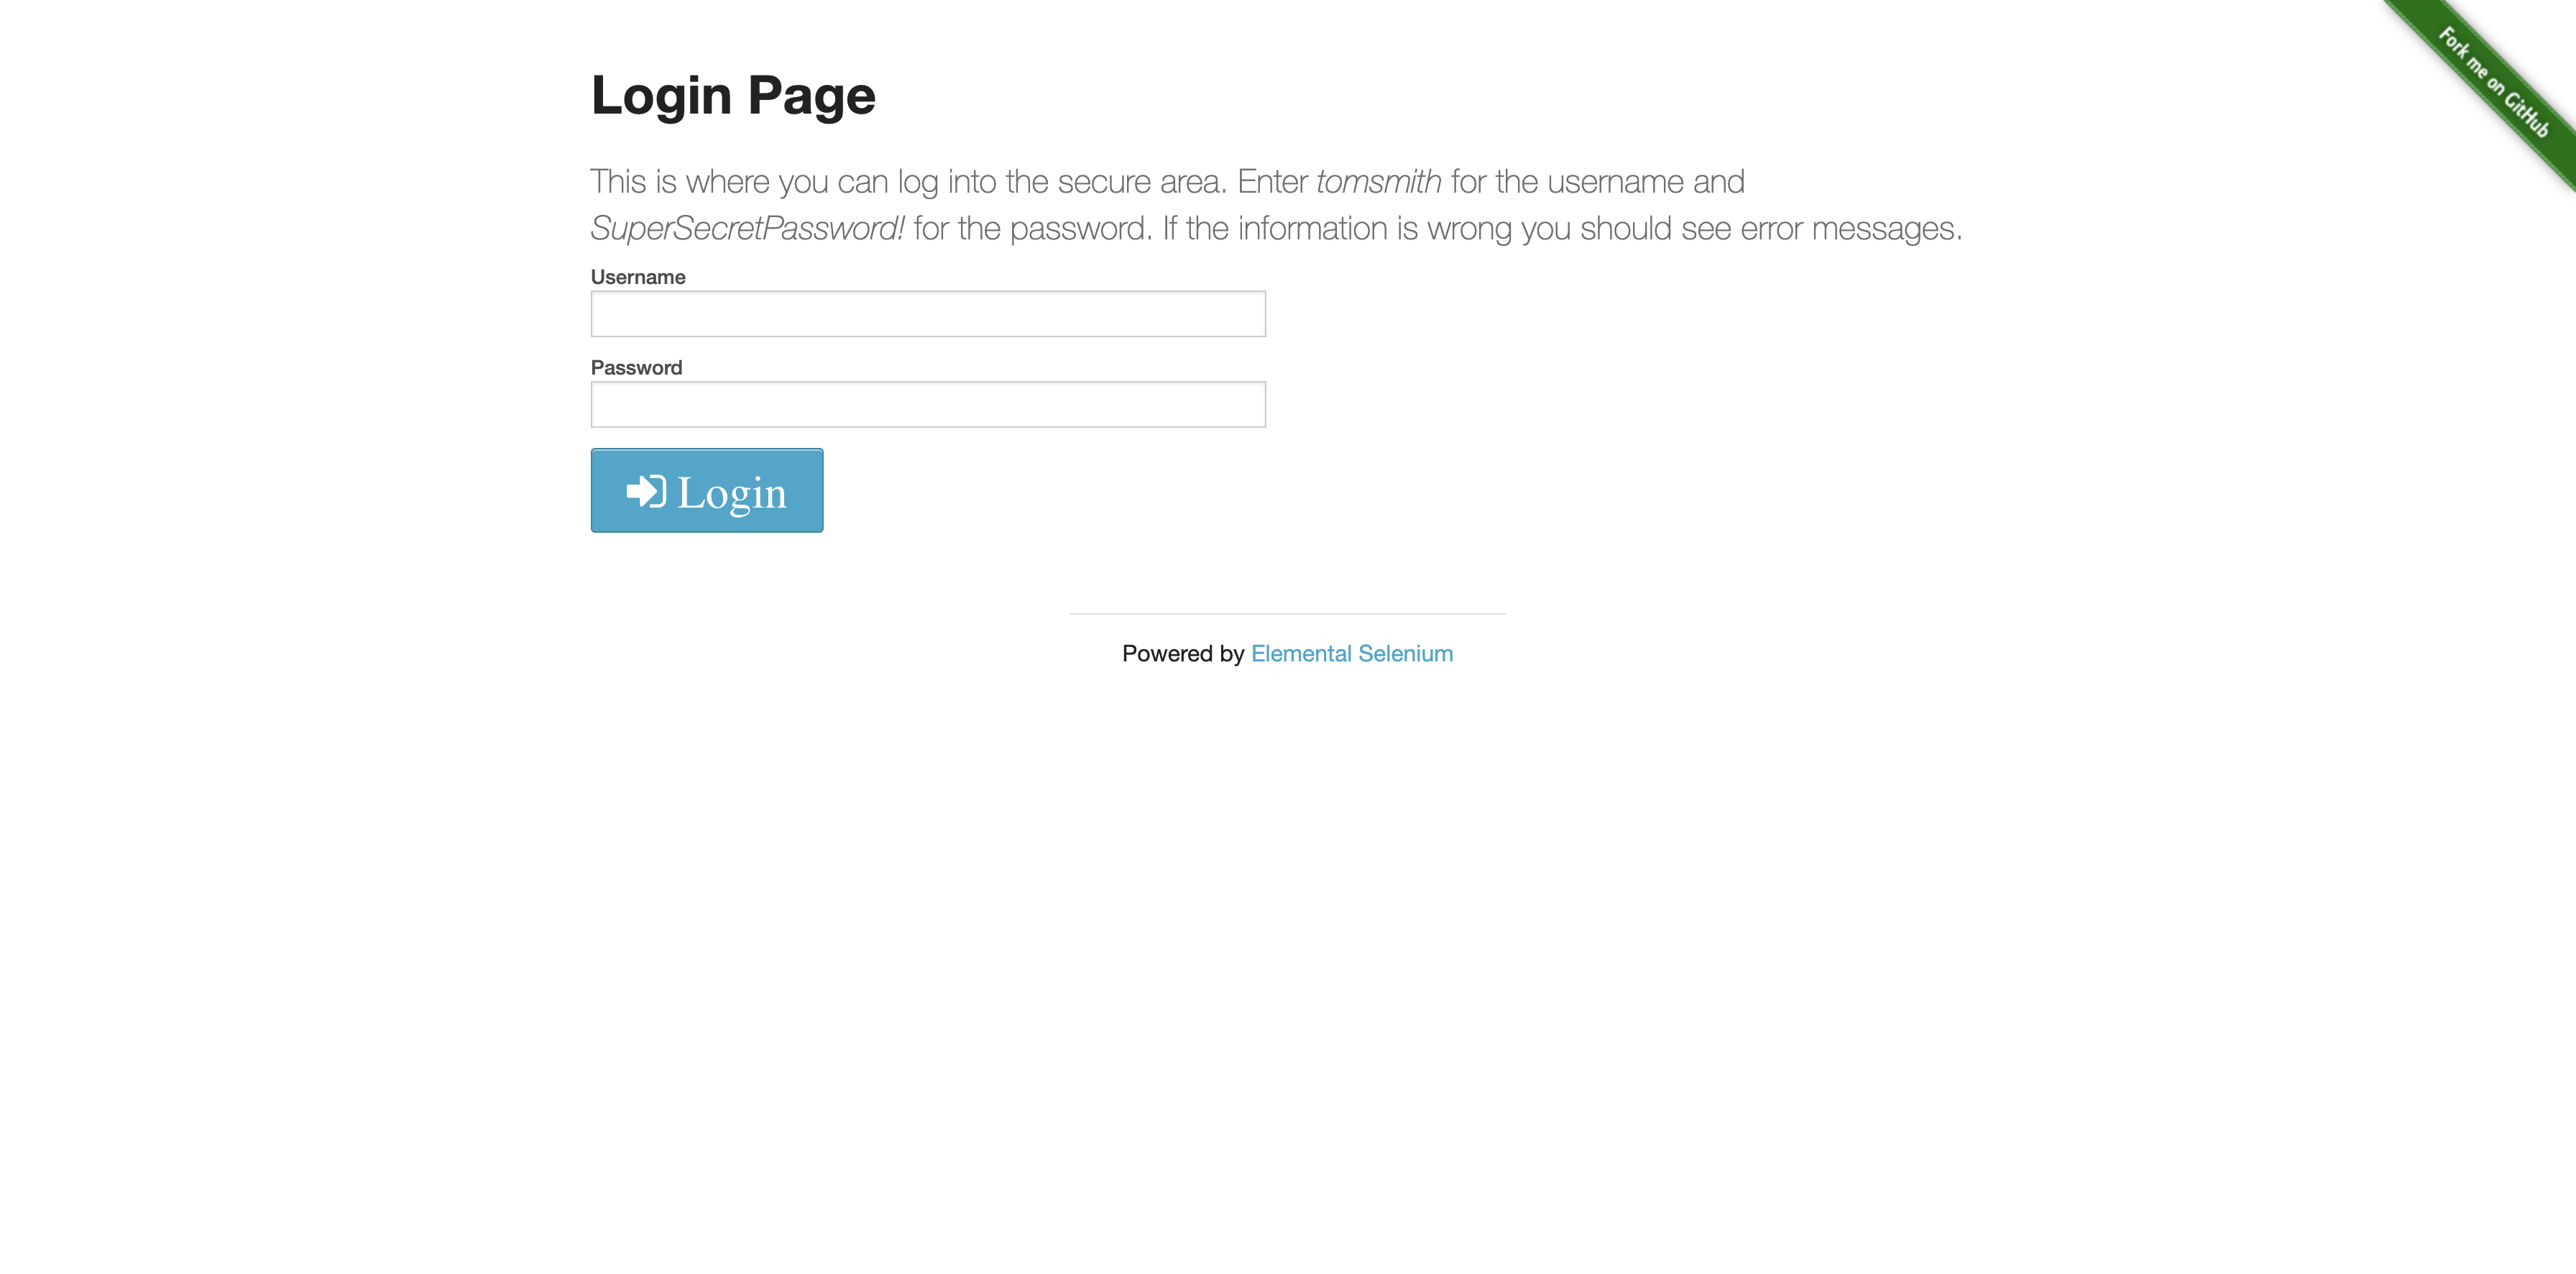 Fork me on GitHub
Login Page
This is where you can log into the secure area. Enter tomsmith for the username and
SuperSecretPassword! for the password. If the information is wrong you should see error messages.
Username
Password
Login
Powered by Elemental Selenium